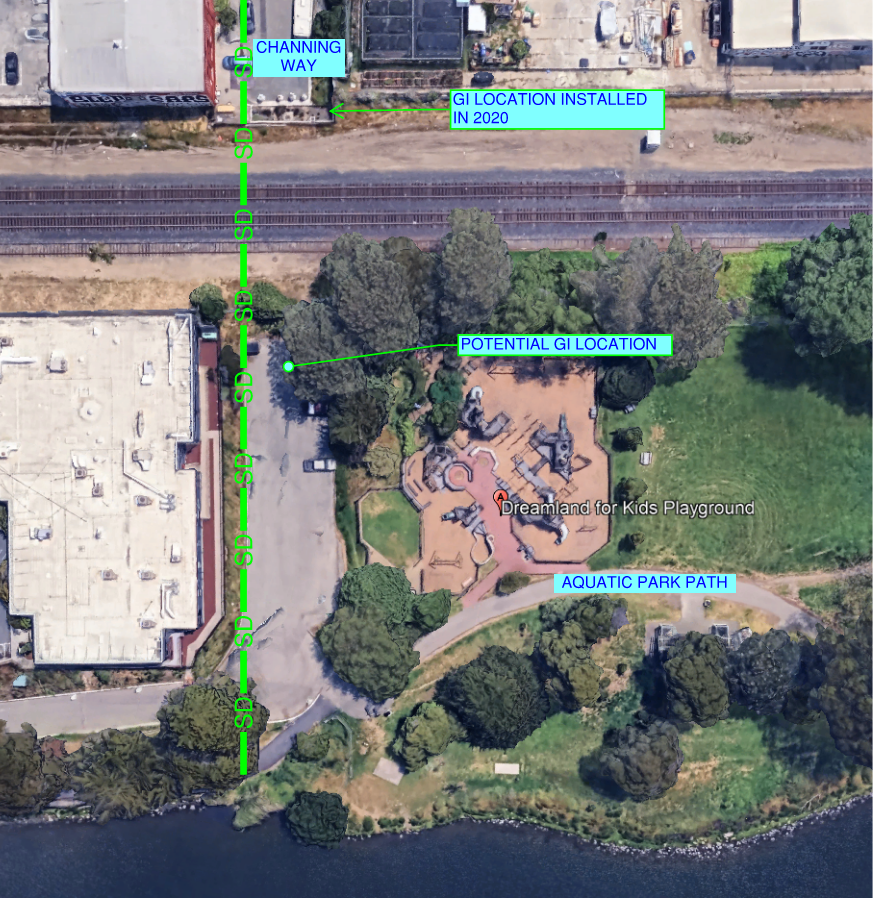 CHANNING
WAY
SD
GI LOCATION INSTALLED
IN 2020
SD
SD
SD
POTENTIAL GI LOCATION
SD
SD
A
Dreamland for Kids Playground
SD
AQUATIC PARK PATH
SD
SD